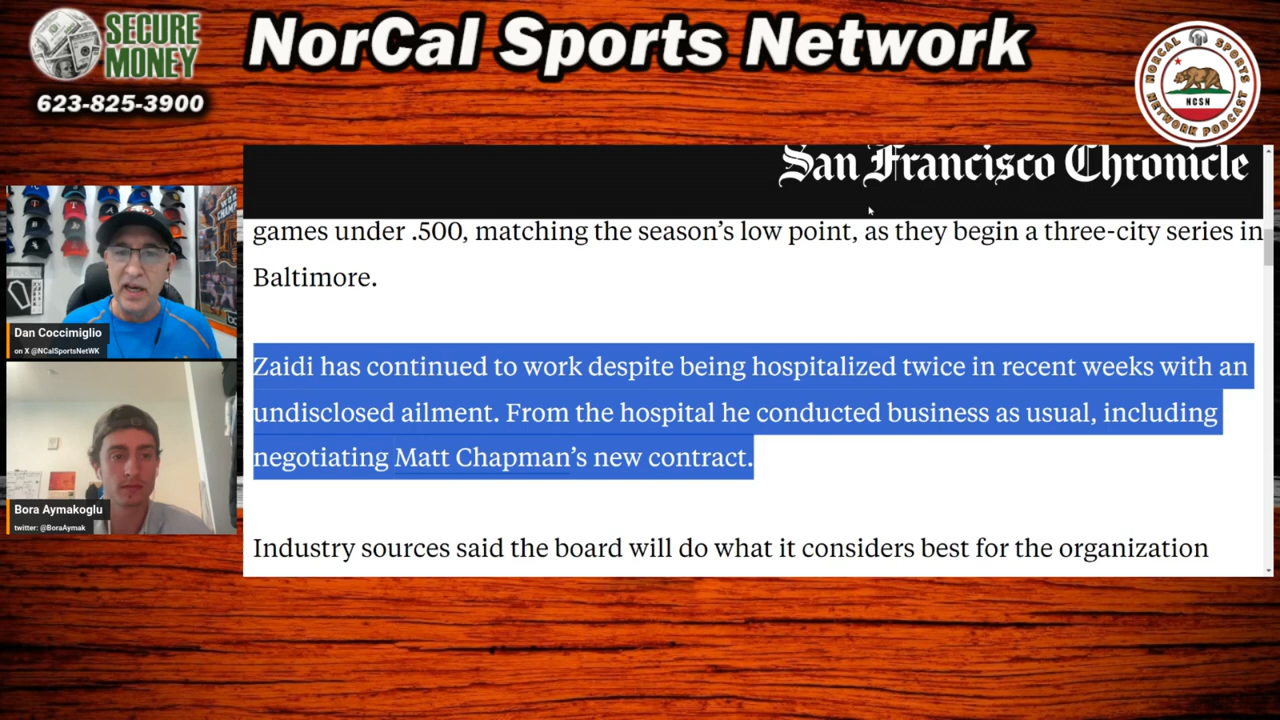 SECURE
MONEY
623-825-3900
NorCal Sports Network
NORCAL SPORTS
NETWORK PODCAST
NCSN
San Francisco Chronicle
games under .500, matching the season’s low point, as they begin a three-city series in
Baltimore.
Zaidi has continued to work despite being hospitalized twice in recent weeks with an
undisclosed ailment. From the hospital he conducted business as usual, including
negotiating Matt Chapman’s new contract.
Industry sources said the board will do what it considers best for the organization
Dan Coccimiglio
on X @NCalSportsNetWK
Bora Aymakoglu
twitter: @BoraAymak